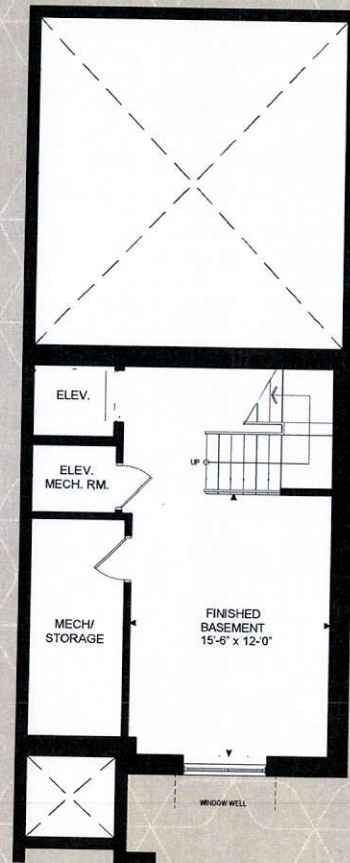 ELEV.
UP
ELEV.
MECH. RM.
MECH/
STORAGE
FINISHED
BASEMENT
15'-6" x 12'-0"
WINDOW WELL